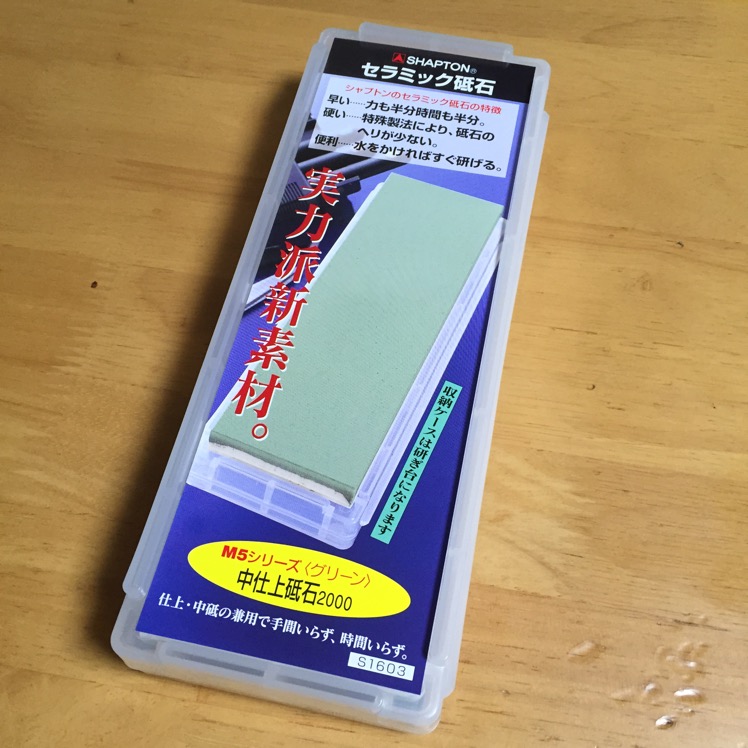 SHAPTON®
セラミック砥石
シャプトンのセラミック砥石の特徴
早い……力も半分時間も半分。
硬い……特殊製法により、砥石の
ヘリが少ない。
便利……水をかければすぐ研げる。
実力派新素材。
収納ケースは研ぎ台になります
M5シリーズ〈グリーン〉
中仕上砥石2000
仕上・中砥の兼用で手間いらず、時間いらず。
S1603